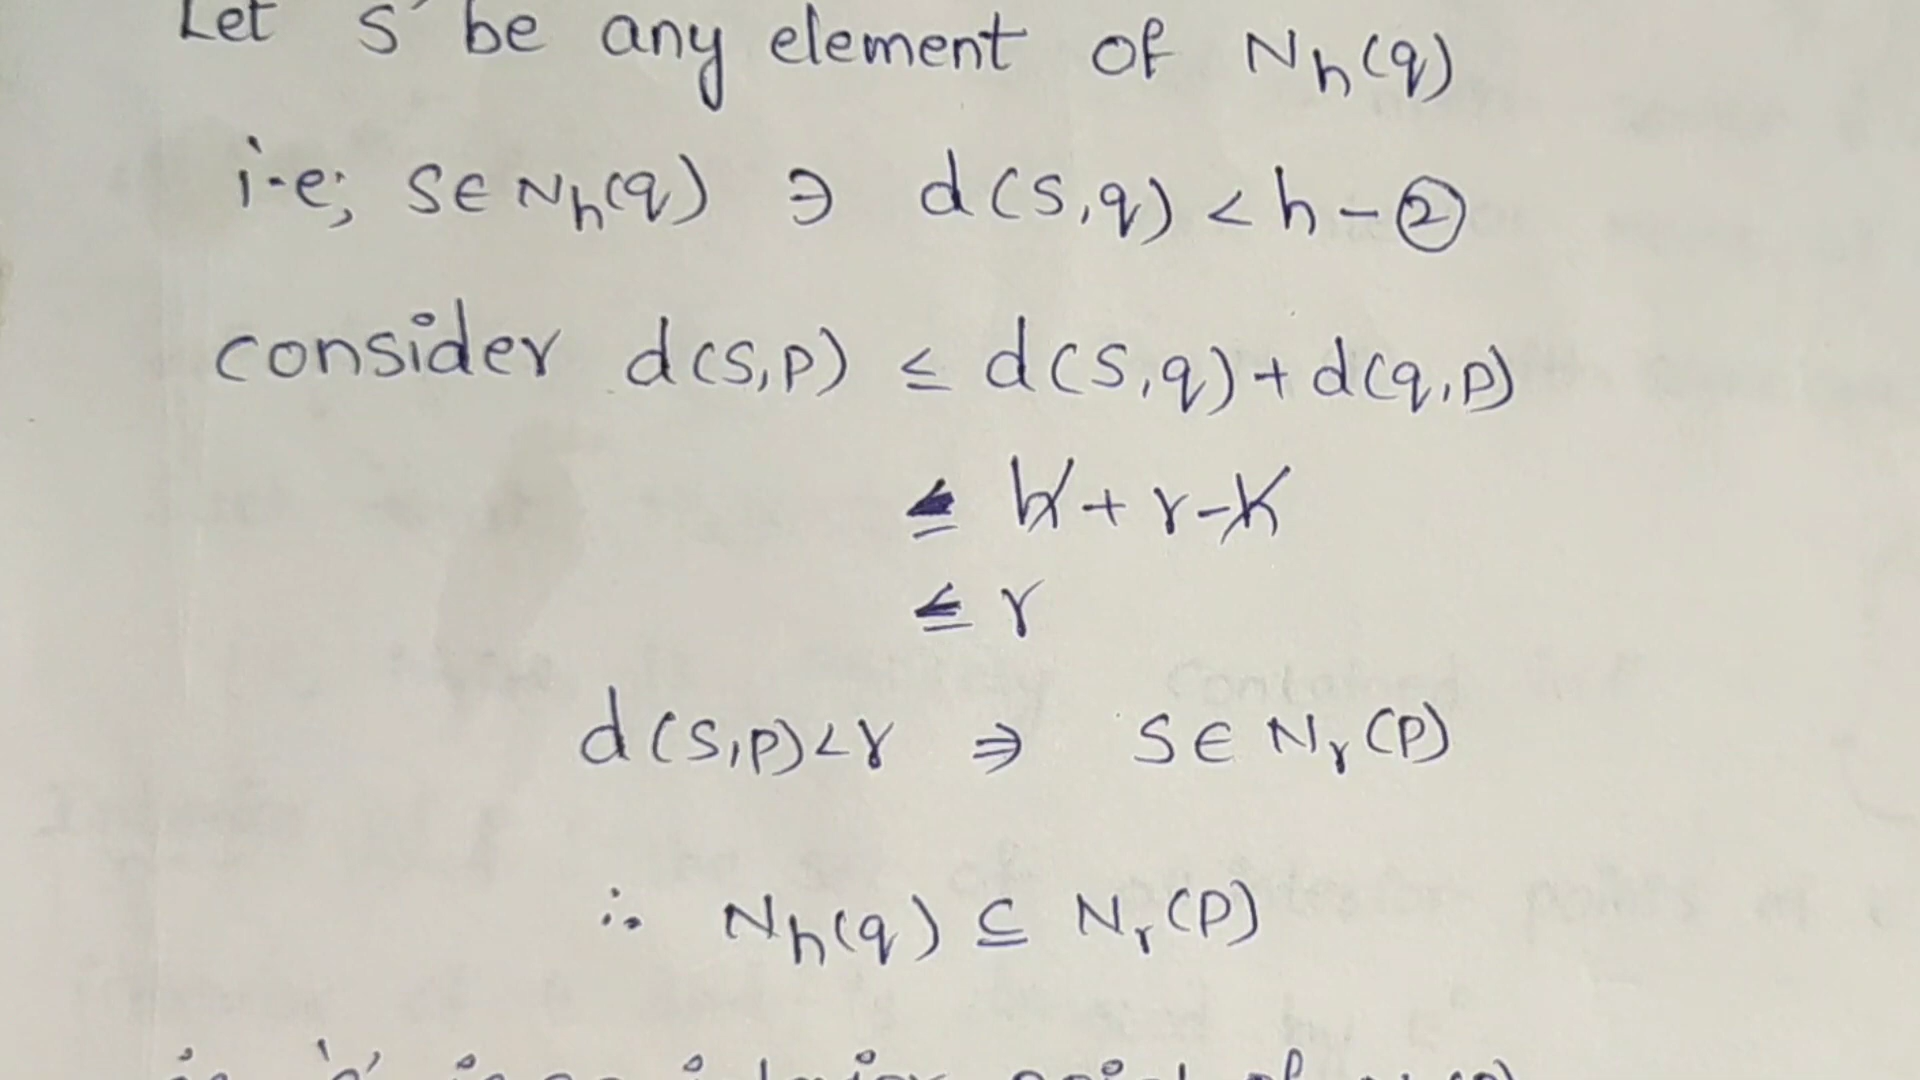 Let 's' be any element of Nh(q)
i-e; S∈Nh(q) ∋ d(s,q) < h - ②
consider d(s,p) ≤ d(s,q) + d(q,p)
≤ h + r - h
≤ r
d(s,p) < r ⇒ S ∈ Nr(p)
∴ Nh(q) ⊆ Nr(p)